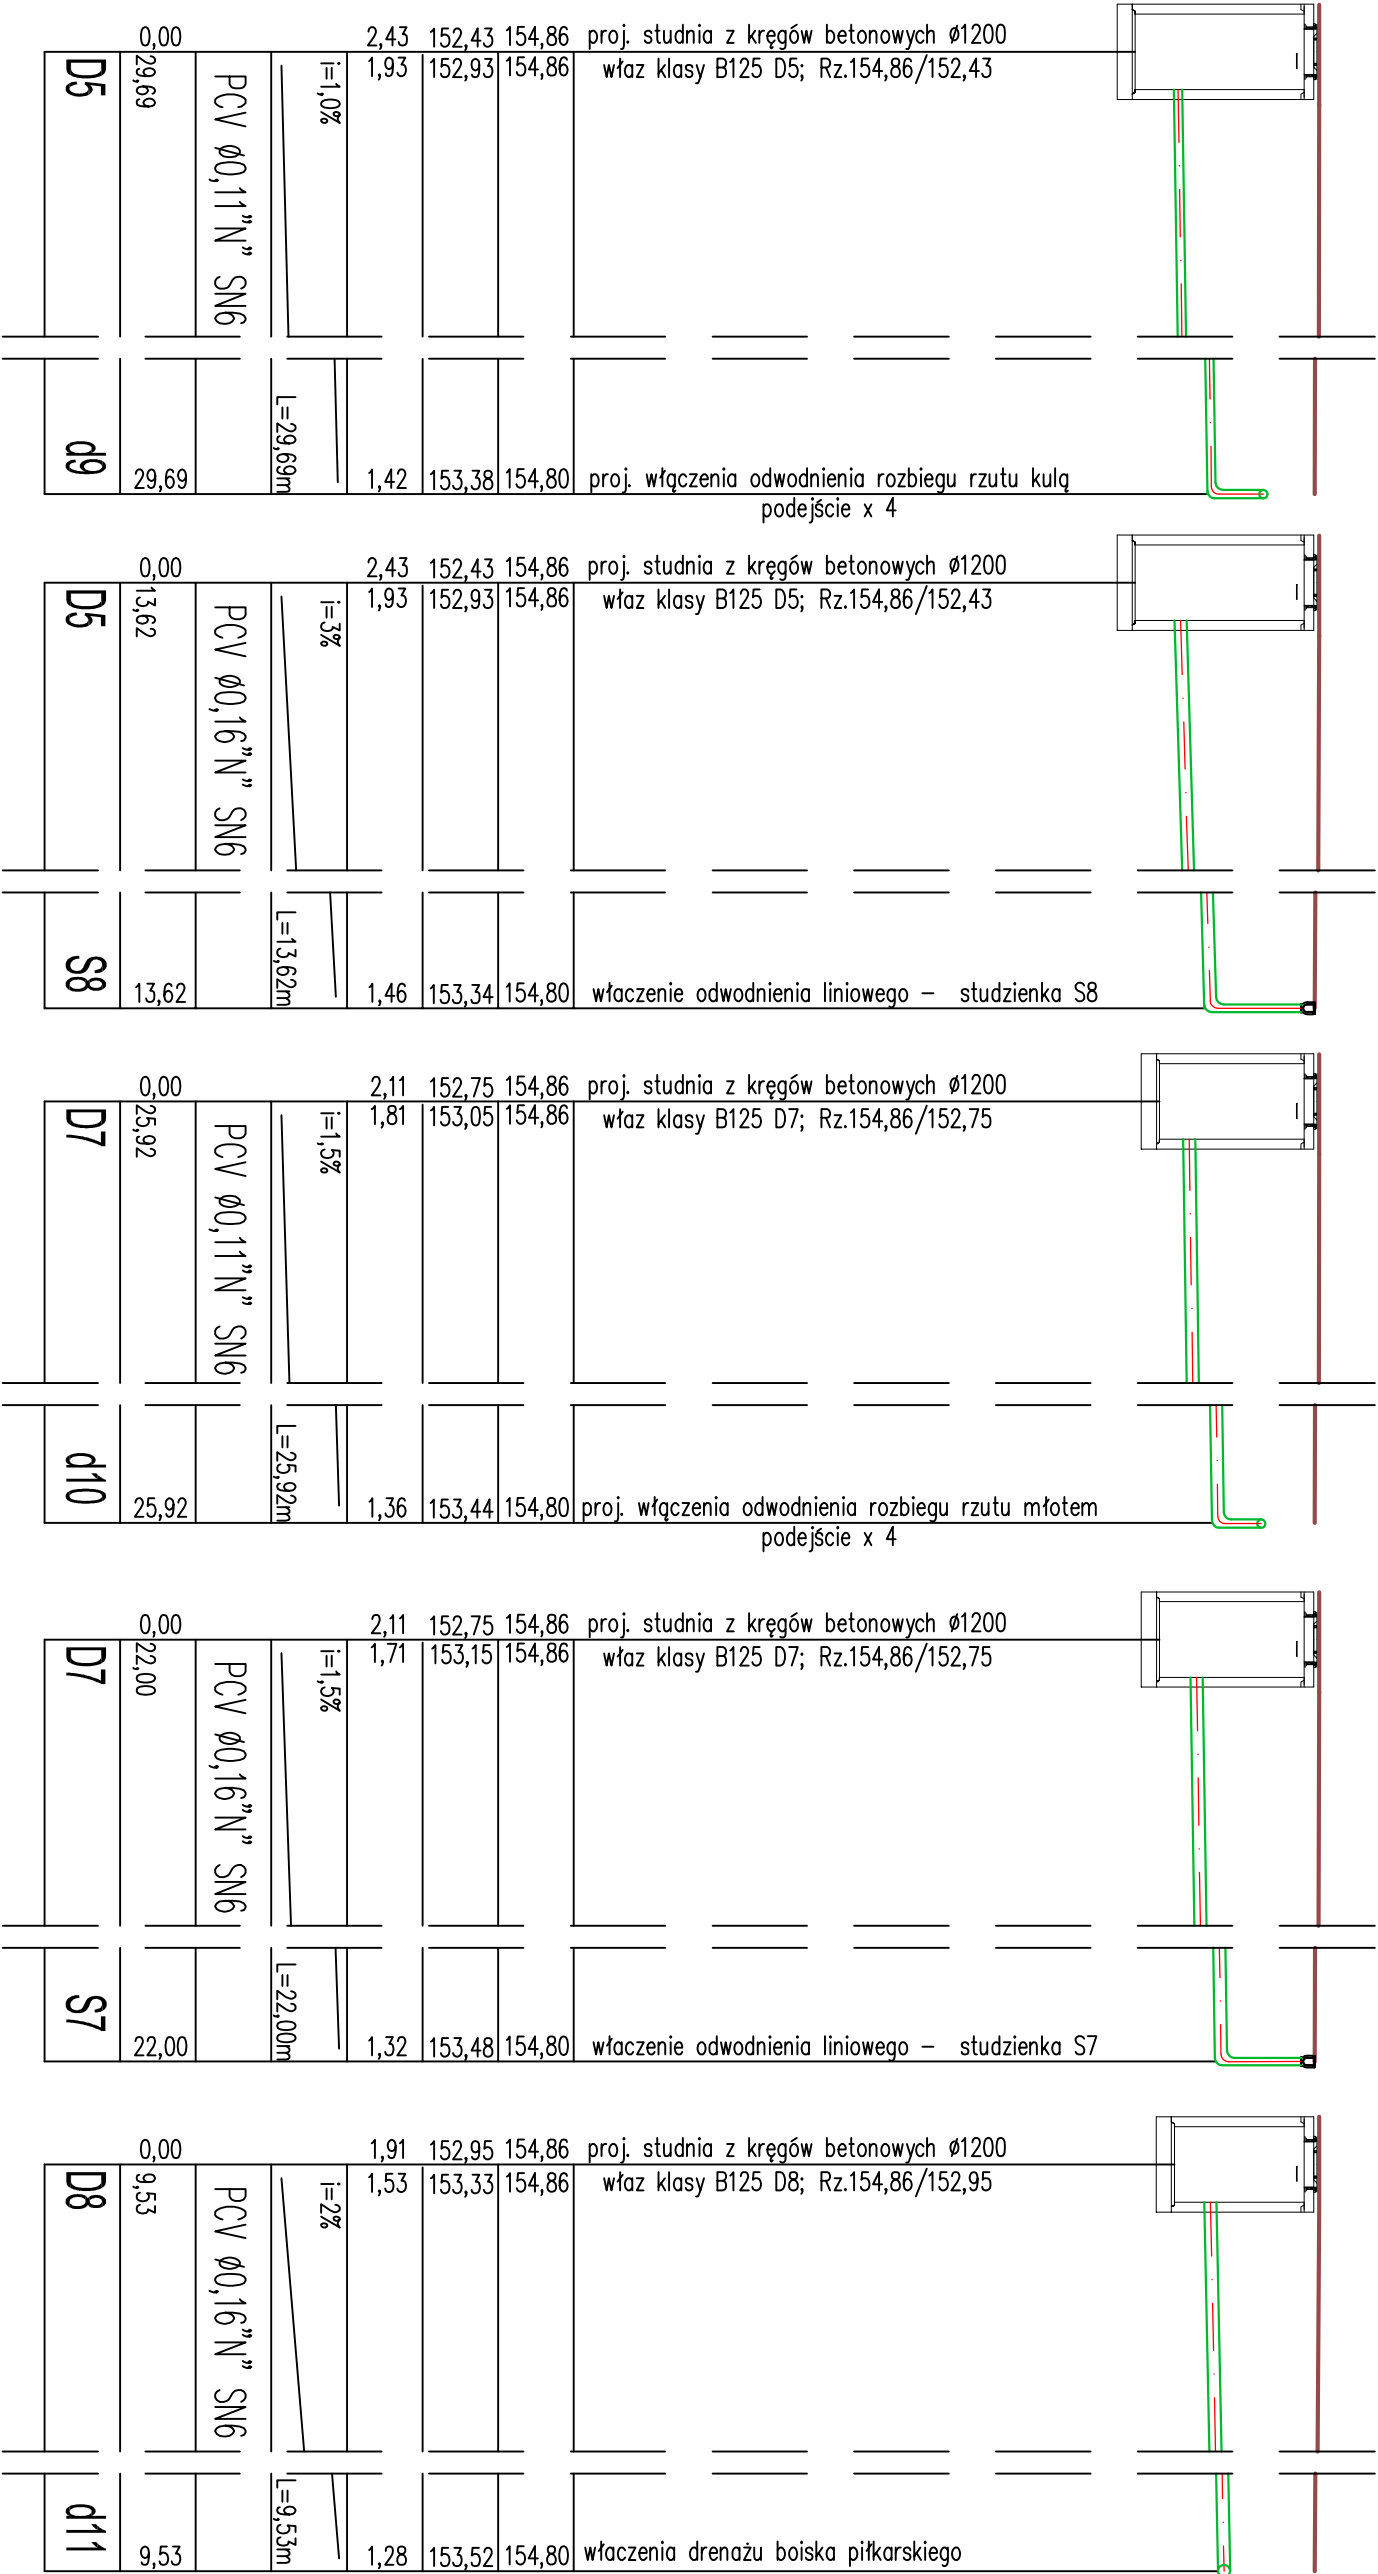 0,00 2,43 152,43 154,86 proj. studnia z kręgów betonowych ø1200
1,93 152,93 154,86 właz klasy B125 D5; Rz.154,86/152,43
D5
29,69
PCV ø0,11"N" SN6
i=1,0%
L=29,69m
d9
29,69 1,42 153,38 154,80 proj. włączenia odwodnienia rozbiegu rzutu kulą
podejście x 4
0,00 2,43 152,43 154,86 proj. studnia z kręgów betonowych ø1200
1,93 152,93 154,86 właz klasy B125 D5; Rz.154,86/152,43
D5
13,62
PCV ø0,16"N" SN6
i=3%
L=13,62m
S8
13,62 1,46 153,34 154,80 właczenie odwodnienia liniowego – studzienka S8
0,00 2,11 152,75 154,86 proj. studnia z kręgów betonowych ø1200
1,81 153,05 154,86 właz klasy B125 D7; Rz.154,86/152,75
D7
25,92
PCV ø0,11"N" SN6
i=1,5%
L=25,92m
d10
25,92 1,36 153,44 154,80 proj. włączenia odwodnienia rozbiegu rzutu młotem
podejście x 4
0,00 2,11 152,75 154,86 proj. studnia z kręgów betonowych ø1200
1,71 153,15 154,86 właz klasy B125 D7; Rz.154,86/152,75
D7
22,00
PCV ø0,16"N" SN6
i=1,5%
L=22,00m
S7
22,00 1,32 153,48 154,80 właczenie odwodnienia liniowego – studzienka S7
0,00 1,91 152,95 154,86 proj. studnia z kręgów betonowych ø1200
1,53 153,33 154,86 właz klasy B125 D8; Rz.154,86/152,95
D8
9,53
PCV ø0,16"N" SN6
i=2%
L=9,53m
d11
9,53 1,28 153,52 154,80 właczenia drenażu boiska piłkarskiego